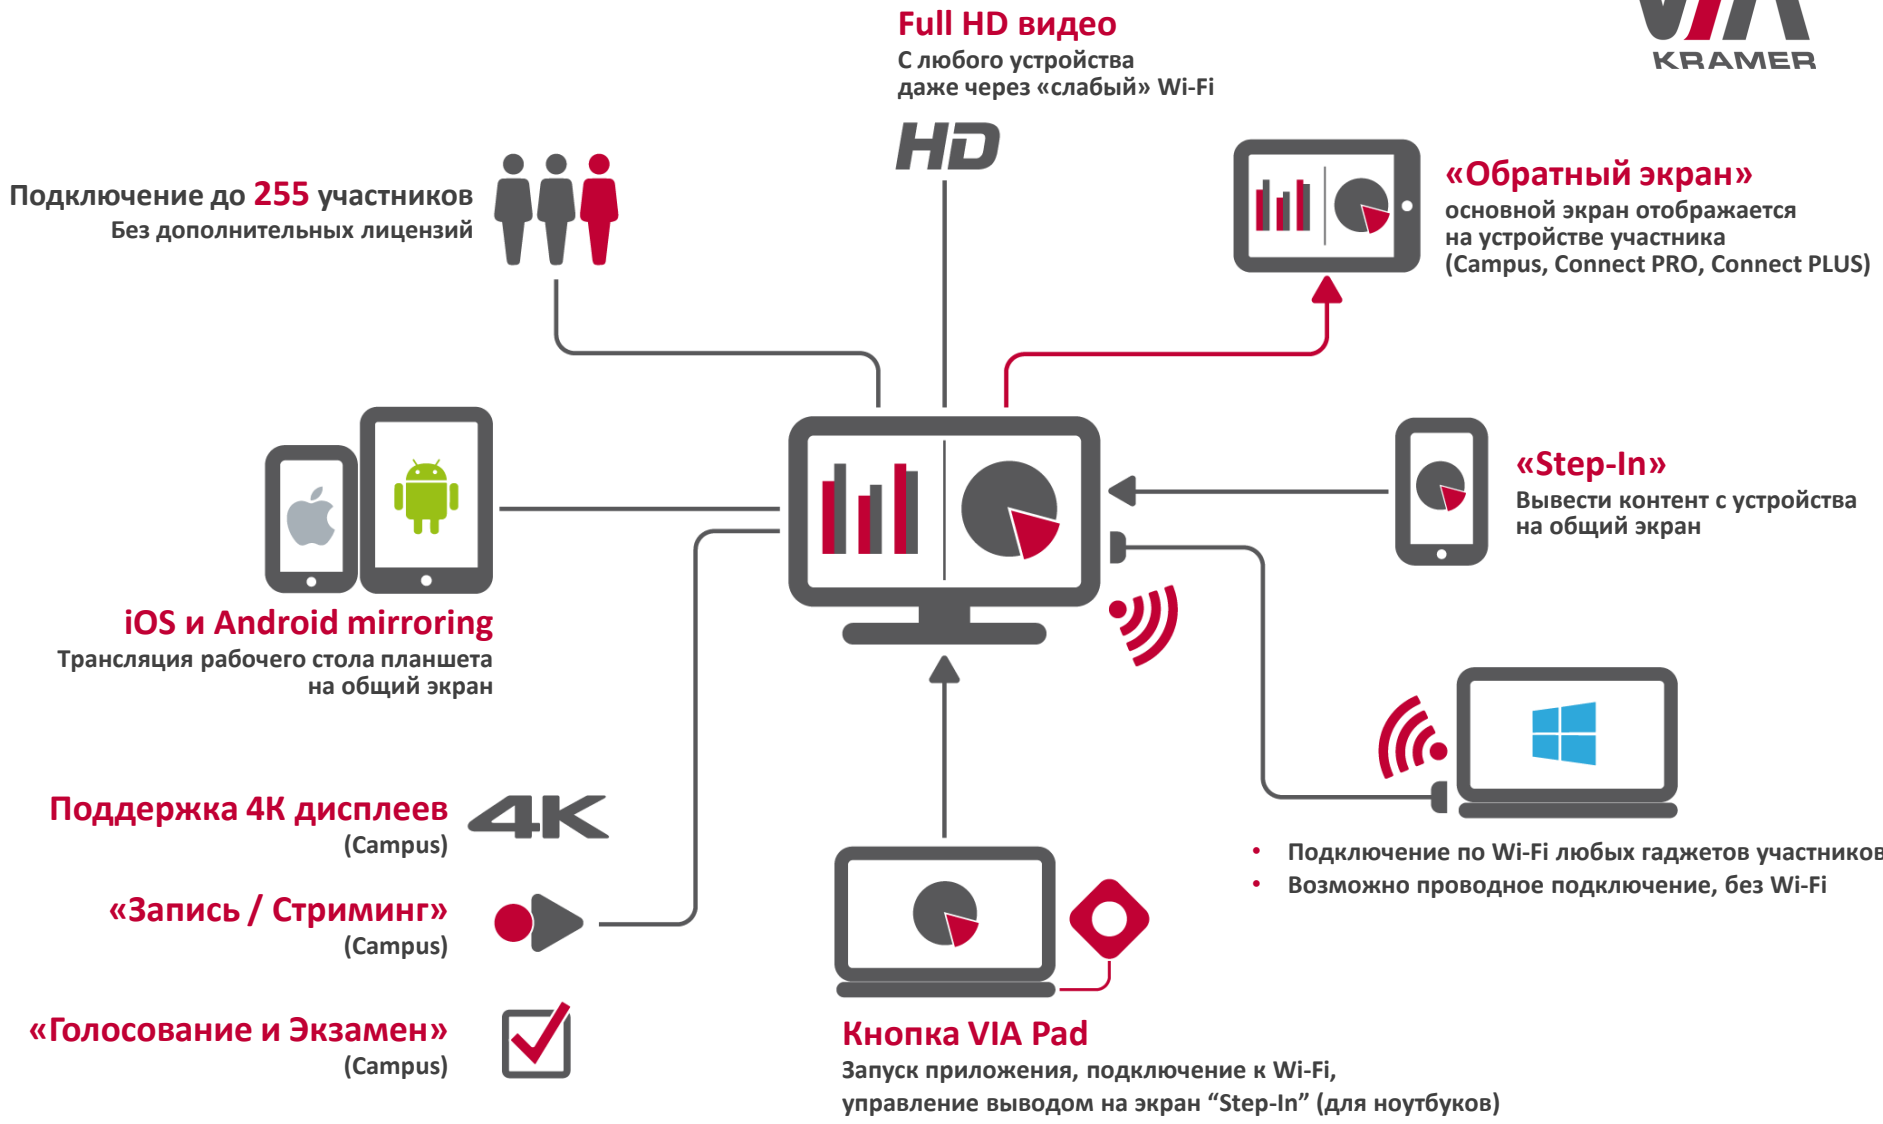 Full HD видео
С любого устройства
даже через «слабый» Wi-Fi
HD
VIA
KRAMER
Подключение до 255 участников
Без дополнительных лицензий
«Обратный экран»
основной экран отображается
на устройстве участника
(Campus, Connect PRO, Connect PLUS)
«Step-In»
Вывести контент с устройства
на общий экран
iOS и Android mirroring
Трансляция рабочего стола планшета
на общий экран
Поддержка 4К дисплеев
(Campus)
4K
«Запись / Стриминг»
(Campus)
«Голосование и Экзамен»
(Campus)
• Подключение по Wi-Fi любых гаджетов участников
• Возможно проводное подключение, без Wi-Fi
Кнопка VIA Pad
Запуск приложения, подключение к Wi-Fi,
управление выводом на экран “Step-In” (для ноутбуков)